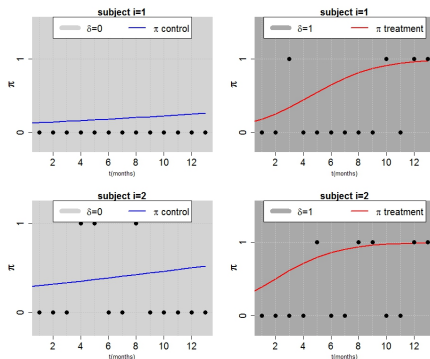 subject i=1
δ=0 π control
π
1
0
2 4 6 8 10 12
t(months)
subject i=1
δ=1 π treatment
π
1
0
2 4 6 8 10 12
t(months)
subject i=2
δ=0 π control
π
1
0
2 4 6 8 10 12
t(months)
subject i=2
δ=1 π treatment
π
1
0
2 4 6 8 10 12
t(months)